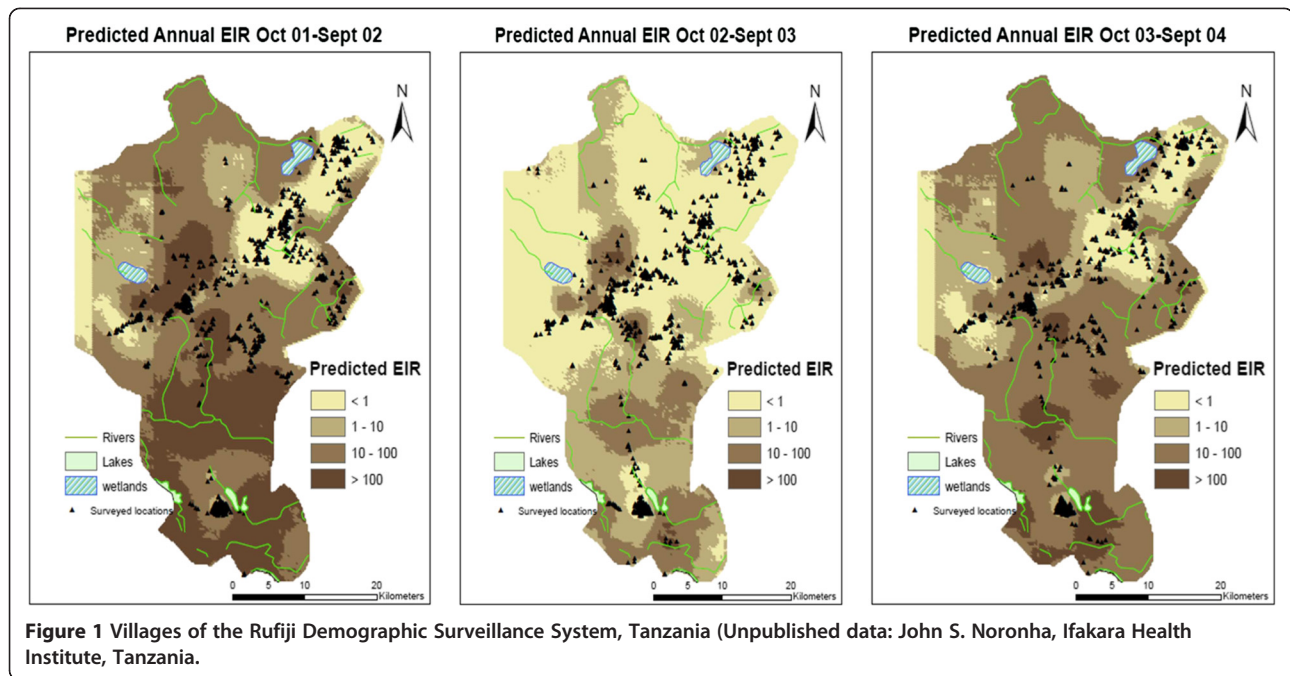 Predicted Annual EIR Oct 01-Sept 02
N
Predicted EIR
< 1
1 - 10
10 - 100
> 100
Rivers
Lakes
wetlands
Surveyed locations
0 5 10 20
Kilometers
Predicted Annual EIR Oct 02-Sept 03
N
Predicted EIR
< 1
1 - 10
10 - 100
> 100
Rivers
Lakes
wetlands
Surveyed locations
0 5 10 20
Kilometers
Predicted Annual EIR Oct 03-Sept 04
N
Predicted EIR
< 1
1 - 10
10 - 100
> 100
Rivers
Lakes
wetlands
Surveyed locations
0 5 10 20
Kilometers
Figure 1 Villages of the Rufiji Demographic Surveillance System, Tanzania (Unpublished data: John S. Noronha, Ifakara Health
Institute, Tanzania.